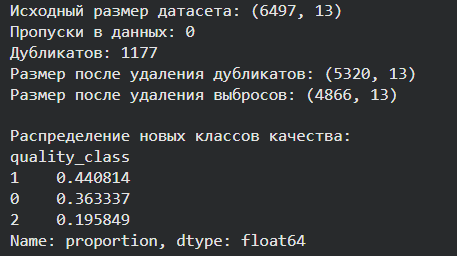 Исходный размер датасета: (6497, 13)
Пропуски в данных: 0
Дубликатов: 1177
Размер после удаления дубликатов: (5320, 13)
Размер после удаления выбросов: (4866, 13)

Распределение новых классов качества:
quality_class
1    0.440814
0    0.363337
2    0.195849
Name: proportion, dtype: float64